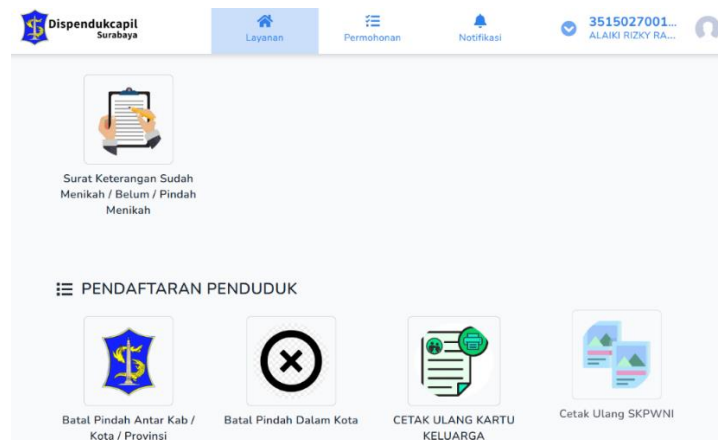 Dispendukcapil
Surabaya
Layanan
Permohonan
Notifikasi
3515027001...
ALAIKI RIZKY RA...
Surat Keterangan Sudah
Menikah / Belum / Pindah
Menikah
PENDAFTARAN PENDUDUK
Batal Pindah Antar Kab /
Kota / Provinsi
Batal Pindah Dalam Kota
CETAK ULANG KARTU
KELUARGA
Cetak Ulang SKPWNI